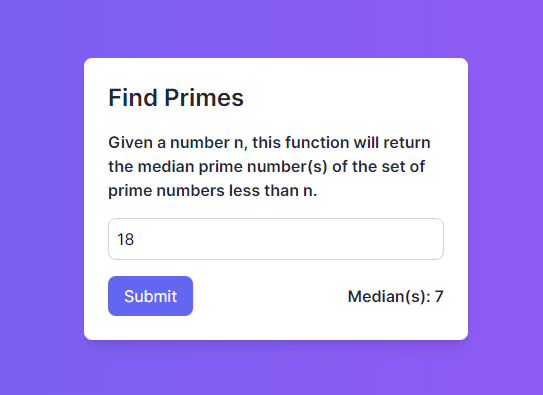 Find Primes
Given a number n, this function will return
the median prime number(s) of the set of
prime numbers less than n.
18
Submit
Median(s): 7